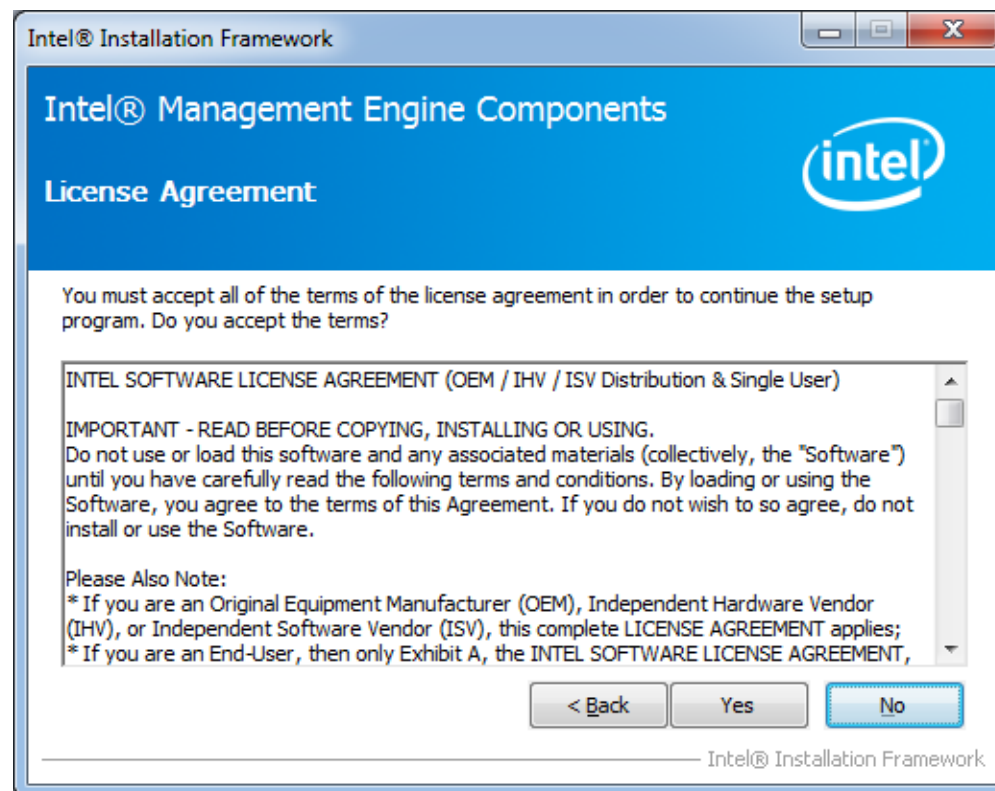 Intel® Installation Framework
Intel® Management Engine Components
intel
License Agreement
You must accept all of the terms of the license agreement in order to continue the setup
program. Do you accept the terms?
INTEL SOFTWARE LICENSE AGREEMENT (OEM / IHV / ISV Distribution & Single User)
IMPORTANT - READ BEFORE COPYING, INSTALLING OR USING.
Do not use or load this software and any associated materials (collectively, the "Software")
until you have carefully read the following terms and conditions. By loading or using the
Software, you agree to the terms of this Agreement. If you do not wish to so agree, do not
install or use the Software.
Please Also Note:
* If you are an Original Equipment Manufacturer (OEM), Independent Hardware Vendor
(IHV), or Independent Software Vendor (ISV), this complete LICENSE AGREEMENT applies;
* If you are an End-User, then only Exhibit A, the INTEL SOFTWARE LICENSE AGREEMENT,
< Back Yes No
Intel® Installation Framework